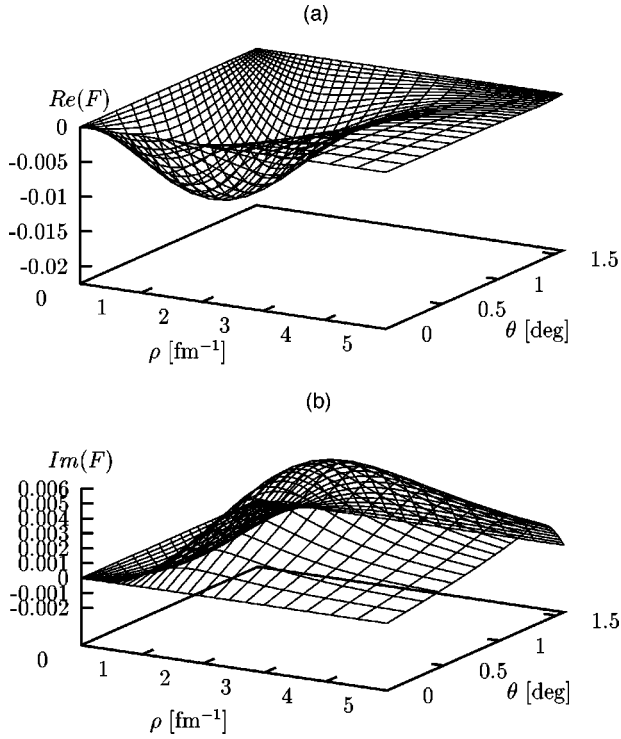 (a)
Re(F)
0
-0.005
-0.01
-0.015
-0.02
0 1 2 3 4 5
ρ [fm⁻¹]
0 0.5 1 1.5
θ [deg]
(b)
Im(F)
0.006
0.005
0.004
0.003
0.002
0.001
0
-0.001
-0.002
0 1 2 3 4 5
ρ [fm⁻¹]
0 0.5 1 1.5
θ [deg]